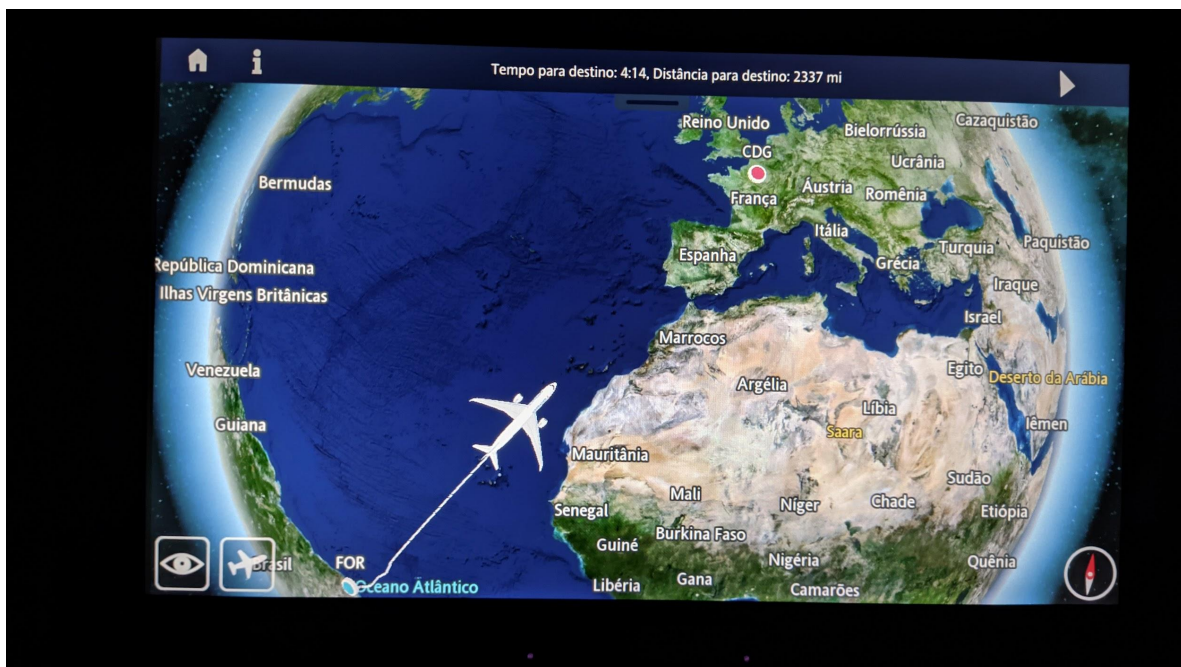 Tempo para destino: 4:14, Distância para destino: 2337 mi
Reino Unido
Bielorrússia
Cazaquistão
CDG
Ucrânia
Bermudas
França
Áustria
Romênia
Itália
Espanha
Grécia
Turquia
Paquistão
República Dominicana
Iraque
Ilhas Virgens Britânicas
Israel
Marrocos
Venezuela
Argélia
Egito
Deserto da Arábia
Guiana
Líbia
Iêmen
Saara
Mauritânia
Sudão
Mali
Níger
Chade
Senegal
Etiópia
Burkina Faso
Guiné
Nigéria
Quênia
Brasil
FOR
Oceano Atlântico
Libéria
Gana
Camarões